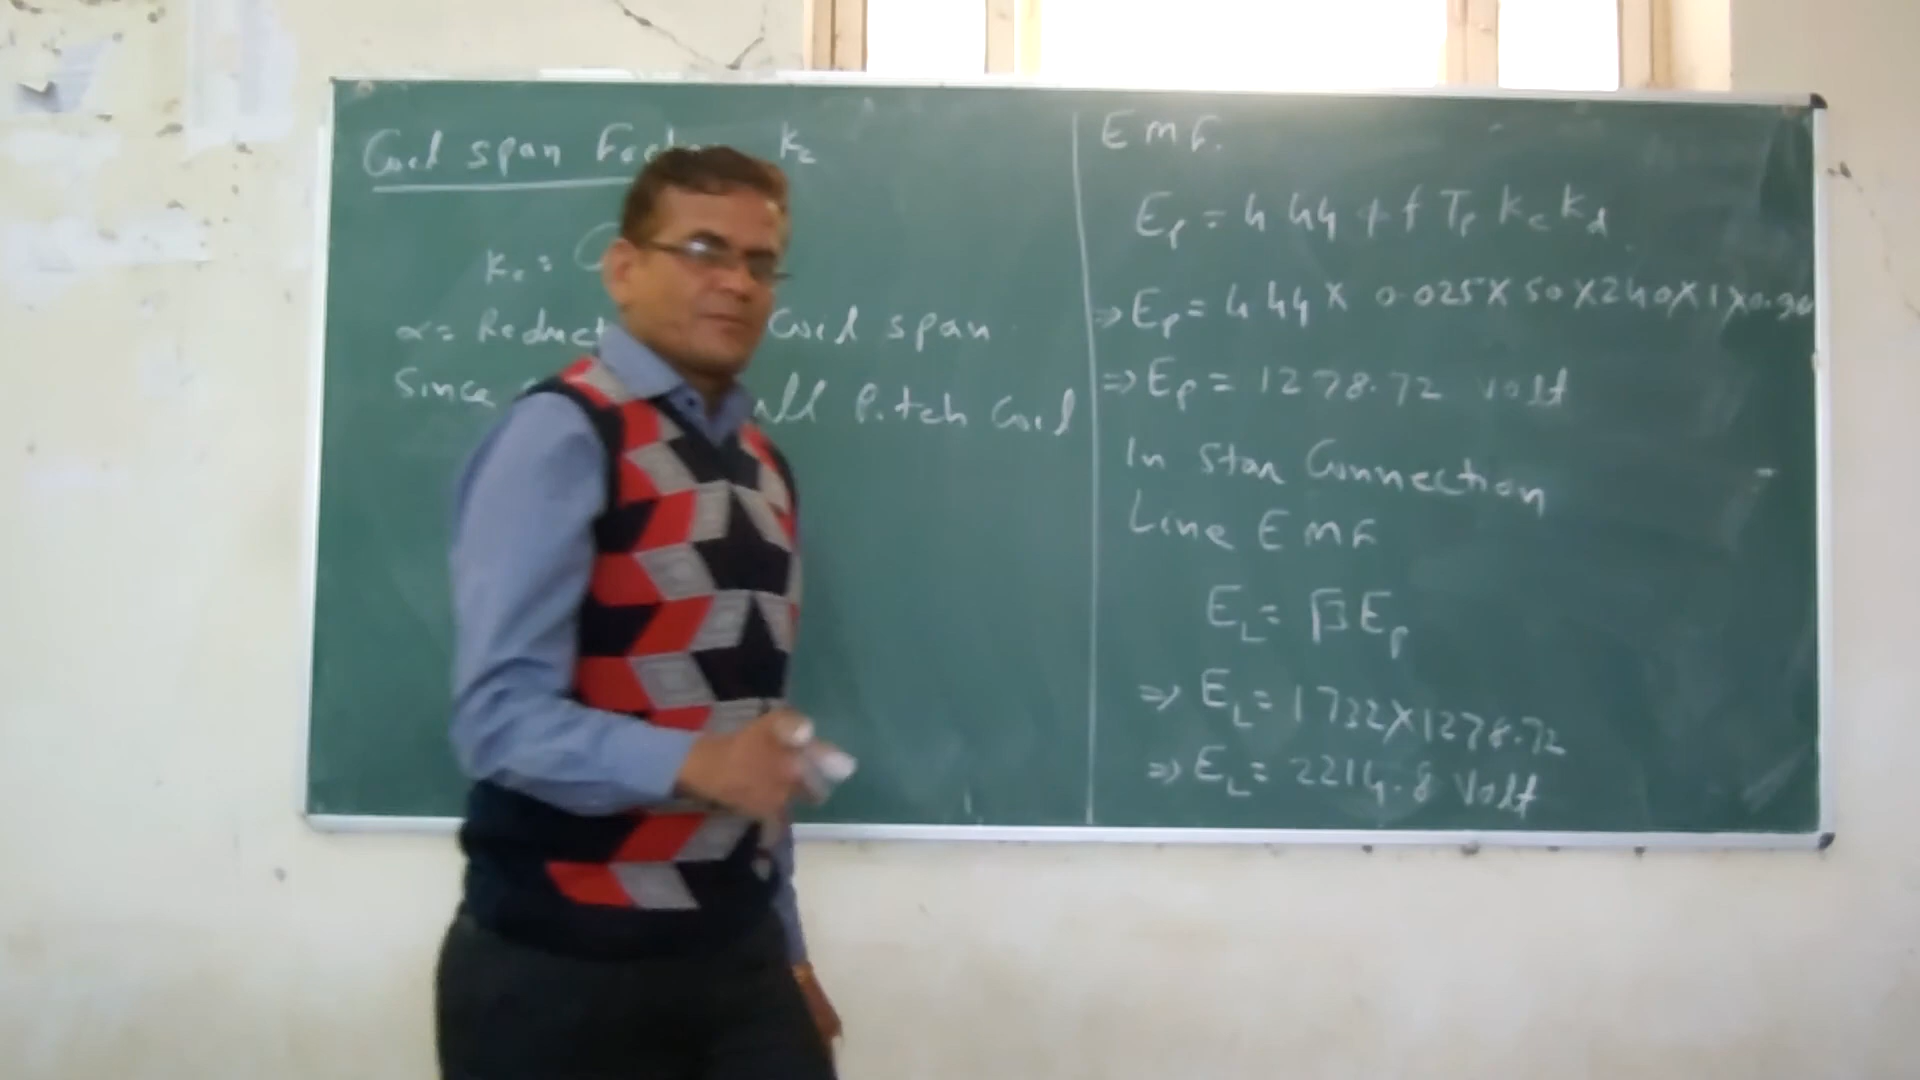 Coil span Factor Kc
Kc =
α = Reduct Coil span
Since Full Pitch Coil
EMF.
Ep = 4.44 φ f Tp Kc Kd
⇒ Ep = 4.44 × 0.025 × 50 × 240 × 1 × 0.96
⇒ Ep = 1278.72 Volt
In Star Connection
Line EMF
EL = √3 Ep
⇒ EL = 1.732 × 1278.72
⇒ EL = 2214.8 Volt